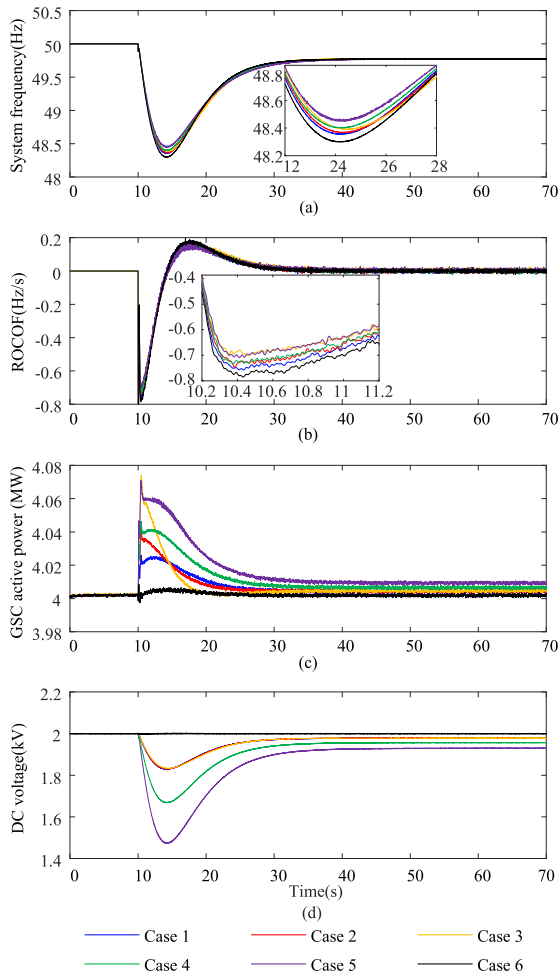 50.5
50
49.5
49
48.5
48
System frequency(Hz)
48.8
48.6
48.4
48.2
12 16 20 24 26 28
0 10 20 30 40 50 60 70
(a)
0.2
0
-0.2
-0.4
-0.6
-0.8
ROCOF(Hz/s)
-0.4
-0.5
-0.6
-0.7
-0.8
10.2 10.4 10.6 10.8 11 11.2
0 10 20 30 40 50 60 70
(b)
4.08
4.06
4.04
4.02
4
3.98
GSC active power (MW)
0 10 20 30 40 50 60 70
(c)
2.2
2
1.8
1.6
1.4
DC voltage(kV)
0 10 20 30 40 50 60 70
Time(s)
(d)
Case 1 Case 2 Case 3
Case 4 Case 5 Case 6